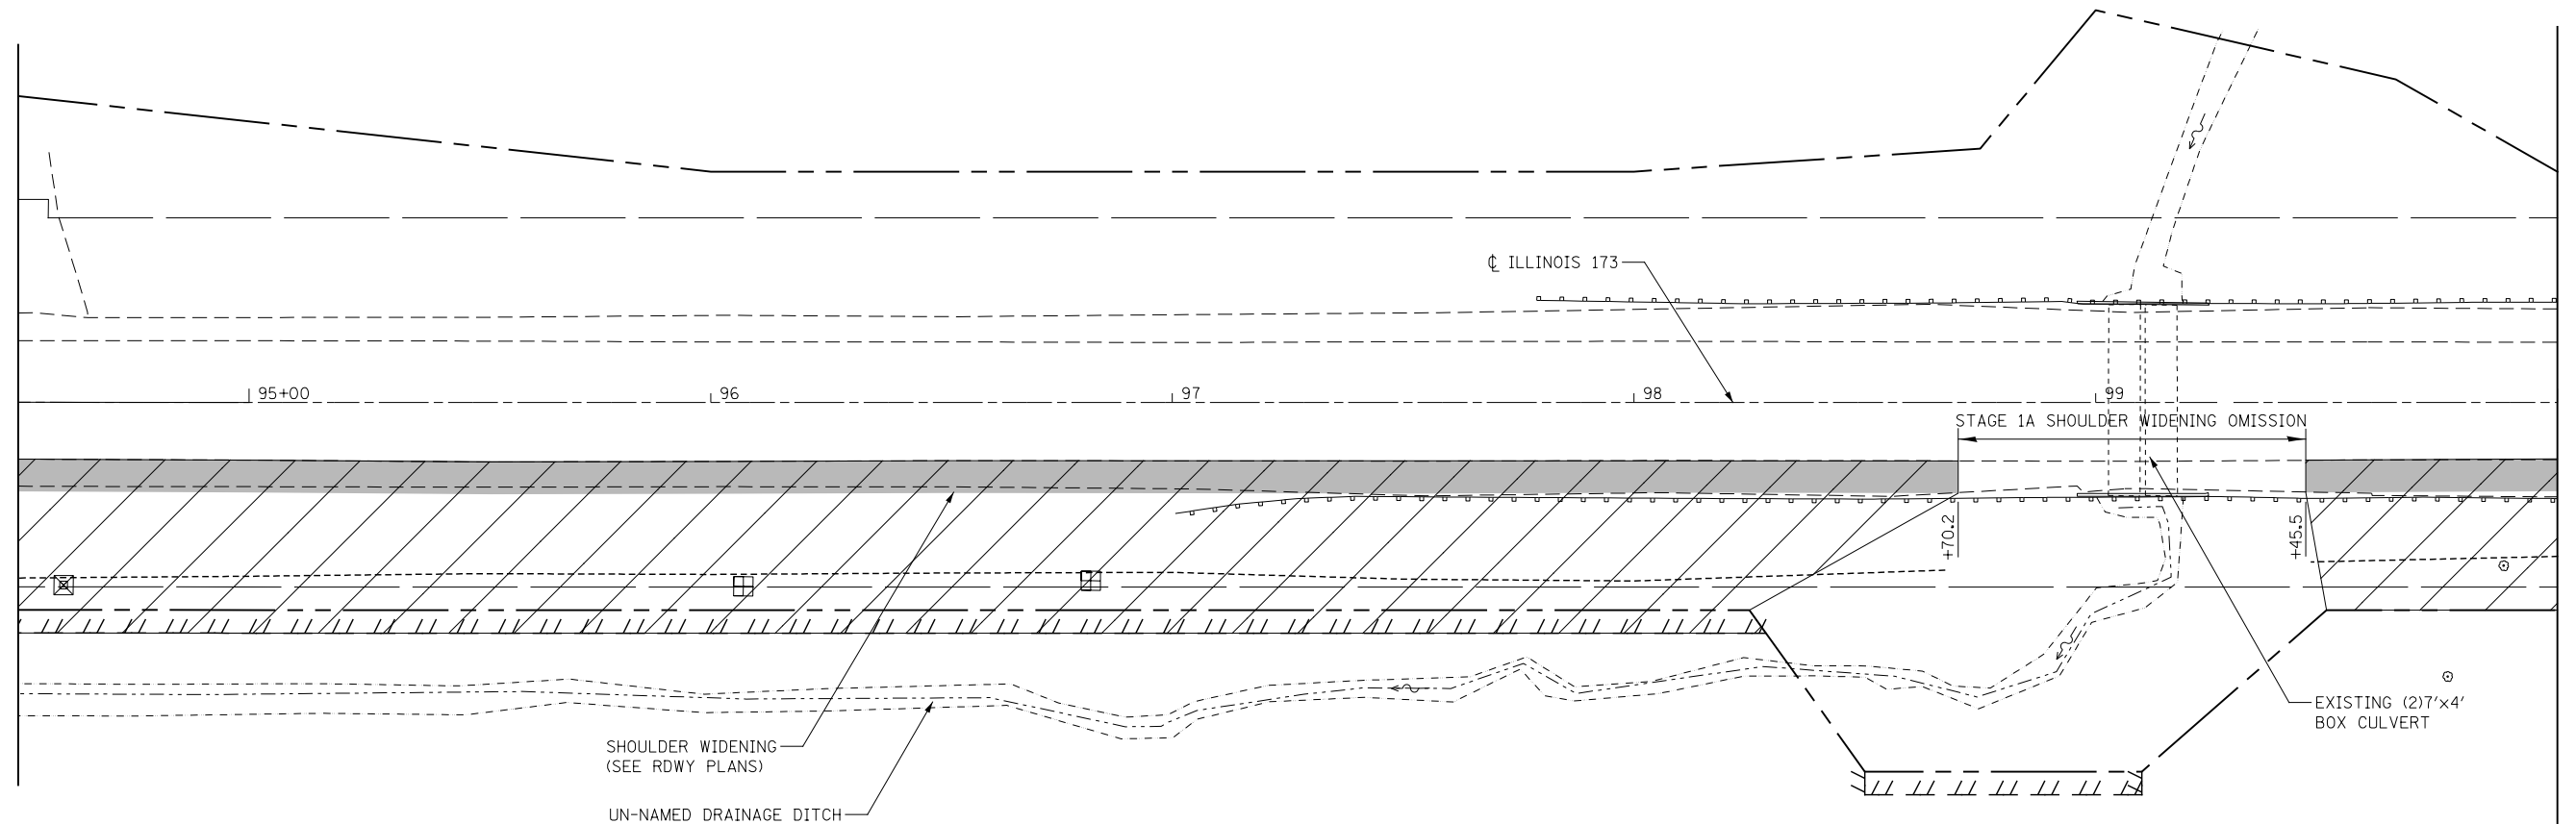 ℄ ILLINOIS 173
95+00
96
97
98
99
STAGE 1A SHOULDER WIDENING OMISSION
+70.2
+45.5
EXISTING (2)7'x4'
BOX CULVERT
SHOULDER WIDENING
(SEE RDWY PLANS)
UN-NAMED DRAINAGE DITCH